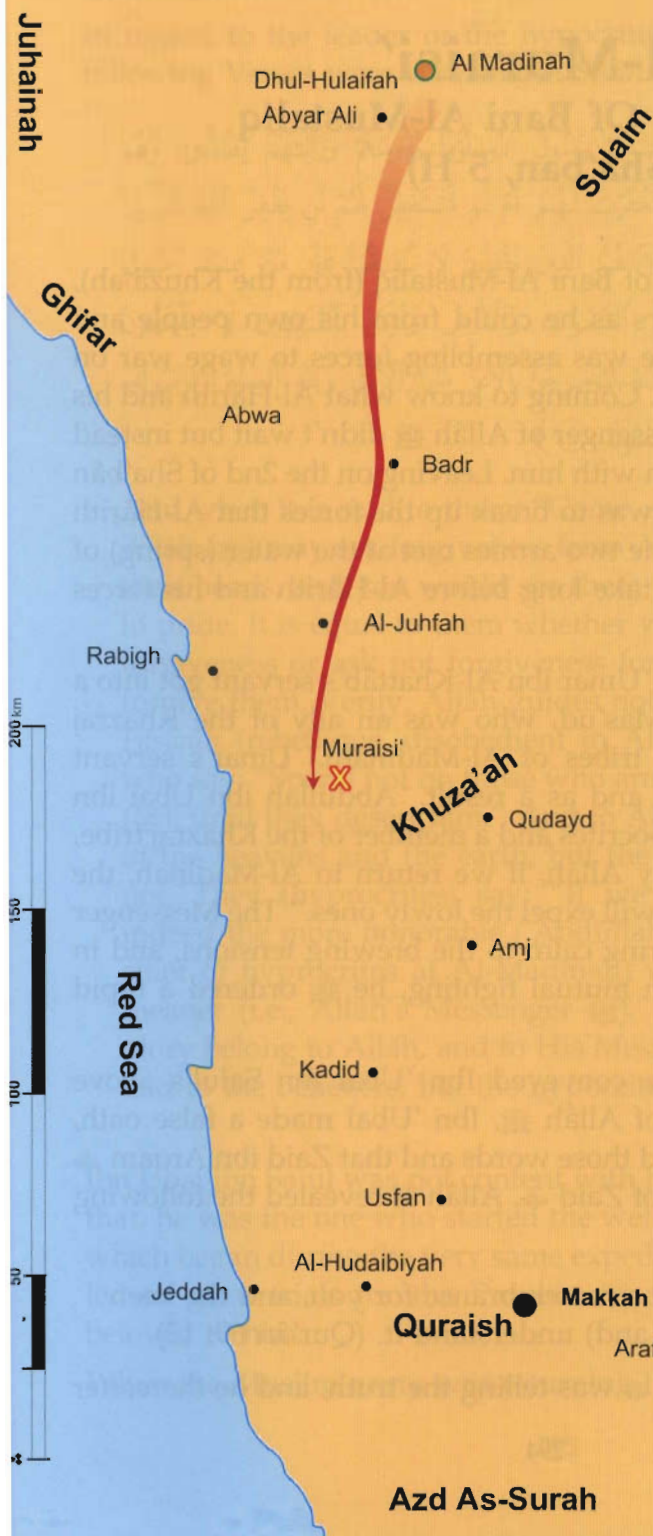 Juhainah
Al Madinah
Dhul-Hulaifah
Abyar Ali
Sulaim
Ghifar
Abwa
Badr
Al-Juhfah
Rabigh
200 km
Muraisi‘
Khuza'ah
Qudayd
150
Amj
Red Sea
Kadid
100
Usfan
Al-Hudaibiyah
50
Jeddah
Makkah
Quraish
Araf
Azd As-Surah